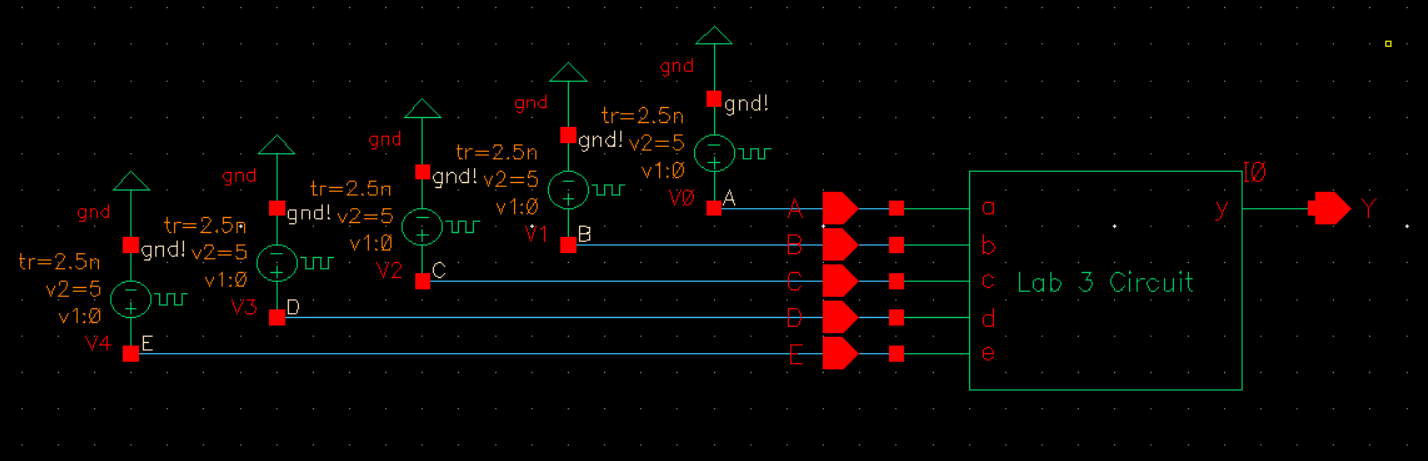 gnd
gnd!
tr=2.5n
v2=5
v1:0
V0
A
gnd
gnd!
tr=2.5n
v2=5
v1:0
V1
B
gnd
gnd!
tr=2.5n
v2=5
v1:0
V2
C
gnd
gnd!
tr=2.5n
v2=5
v1:0
V3
D
gnd
gnd!
tr=2.5n
v2=5
v1:0
V4
E
A
B
C
D
E
I0
a
b
c
d
e
Lab 3 Circuit
y
Y